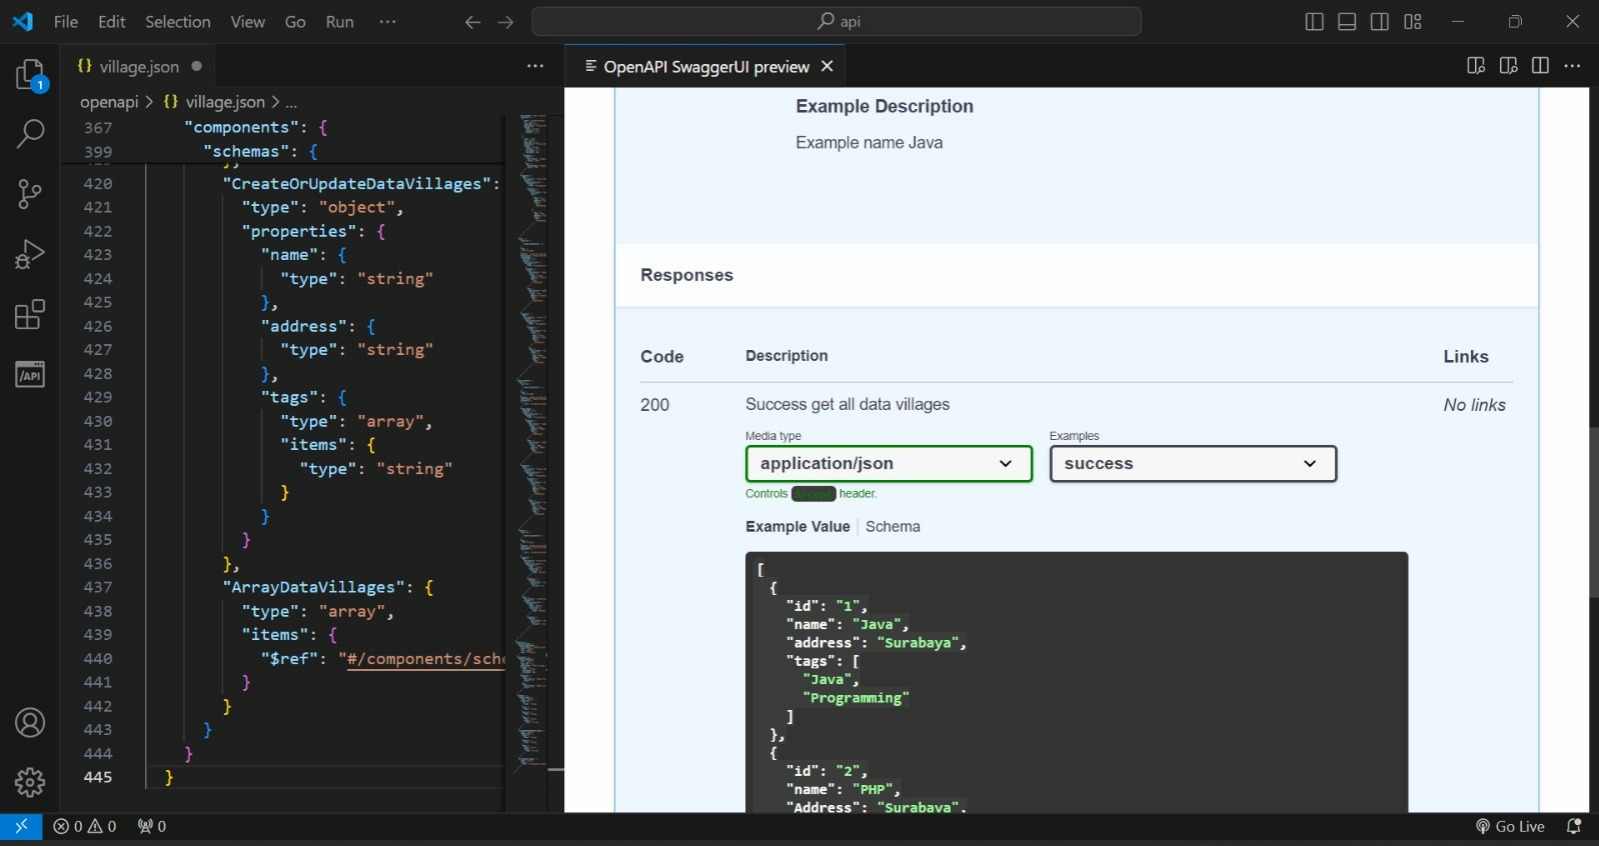 File Edit Selection View Go Run ···
api
village.json
OpenAPI SwaggerUI preview
1
openapi > {} village.json > ...
367 "components": {
399 "schemas": {
420 "CreateOrUpdateDataVillages":
421 "type": "object",
422 "properties": {
423 "name": {
424 "type": "string"
425 },
426 "address": {
427 "type": "string"
428 },
429 "tags": {
430 "type": "array",
431 "items": {
432 "type": "string"
433 }
434 }
435 }
436 },
437 "ArrayDataVillages": {
438 "type": "array",
439 "items": {
440 "$ref": "#/components/sche
441 }
442 }
443 }
444 }
445 }
/API
Example Description
Example name Java
Responses
Code Description Links
200 Success get all data villages No links
Media type Examples
application/json success
Controls Accept header.
Example Value | Schema
[
{
"id": "1",
"name": "Java",
"address": "Surabaya",
"tags": [
"Java",
"Programming"
]
},
{
"id": "2",
"name": "PHP",
"Address": "Surabaya",
0 0 0
Go Live